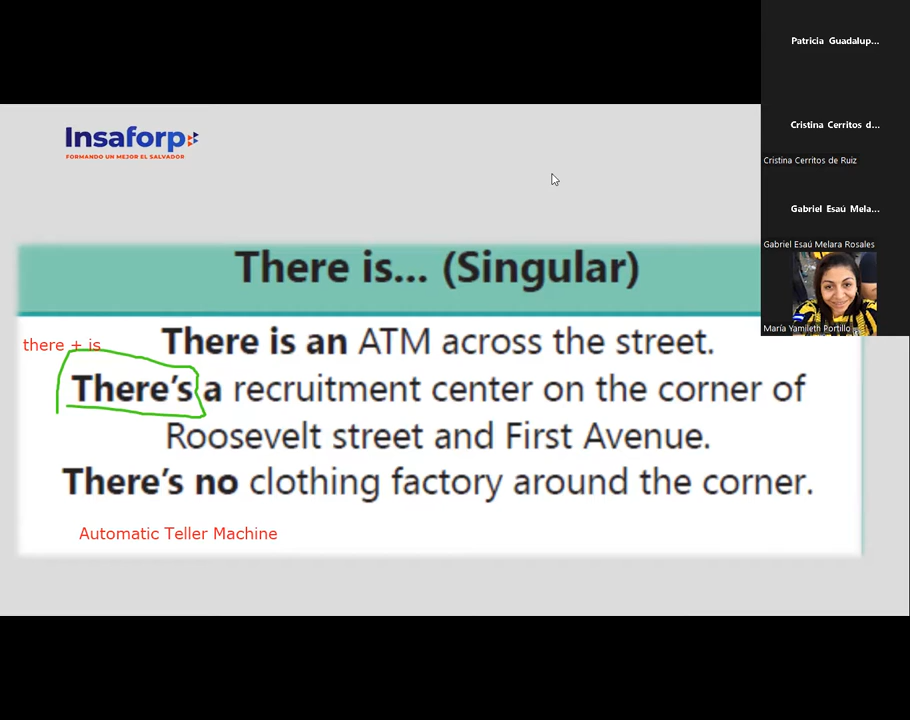 Patricia Guadalup...
Cristina Cerritos d...
Cristina Cerritos de Ruiz
Gabriel Esaú Mela...
Gabriel Esaú Melara Rosales
María Yamileth Portillo
Insaforp
FORMANDO UN MEJOR EL SALVADOR
There is... (Singular)
there + is
There is an ATM across the street.
There's a recruitment center on the corner of
Roosevelt street and First Avenue.
There's no clothing factory around the corner.
Automatic Teller Machine